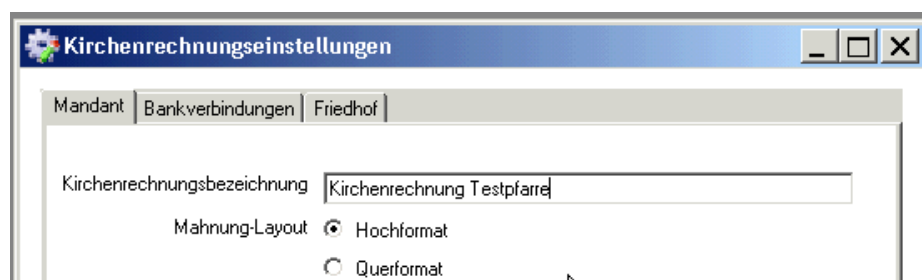 Kirchenrechnungseinstellungen
Mandant Bankverbindungen Friedhof
Kirchenrechnungsbezeichnung Kirchenrechnung Testpfarre
Mahnung-Layout Hochformat
Querformat